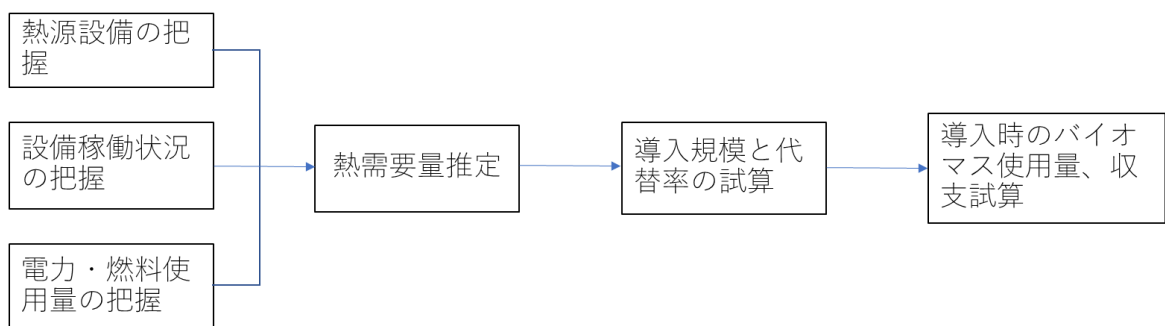 熱源設備の把
握
設備稼働状況
の把握
電力・燃料使
用量の把握
熱需要量推定
導入規模と代
替率の試算
導入時のバイオ
マス使用量、収
支試算